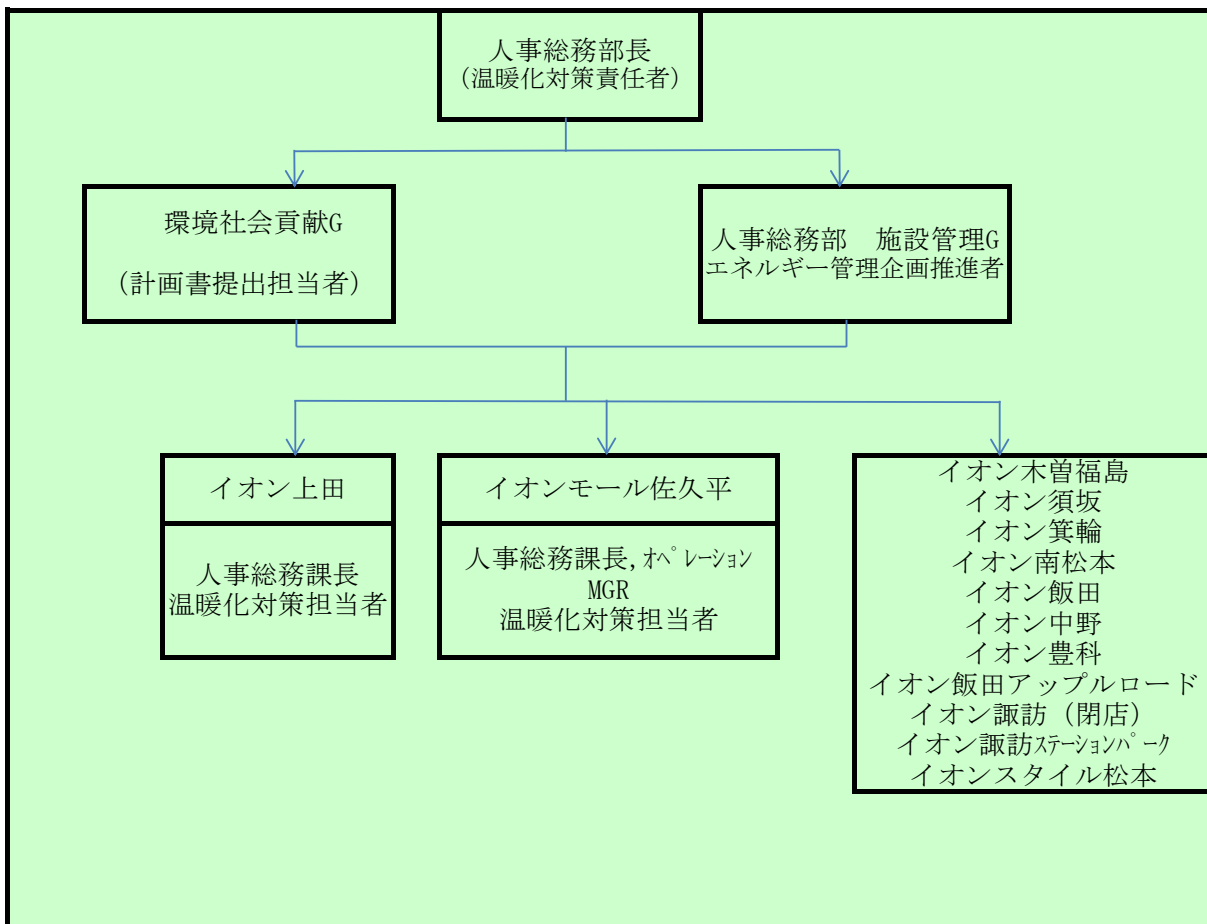 人事総務部長
(温暖化対策責任者)
環境社会貢献G
(計画書提出担当者)
人事総務部　施設管理G
エネルギー管理企画推進者
イオン上田
人事総務課長
温暖化対策担当者
イオンモール佐久平
人事総務課長,ｵﾍﾟﾚｰｼｮﾝ
MGR
温暖化対策担当者
イオン木曽福島
イオン須坂
イオン箕輪
イオン南松本
イオン飯田
イオン中野
イオン豊科
イオン飯田アップルロード
イオン諏訪（閉店）
イオン諏訪ｽﾃｰｼｮﾝﾊﾟｰｸ
イオンスタイル松本